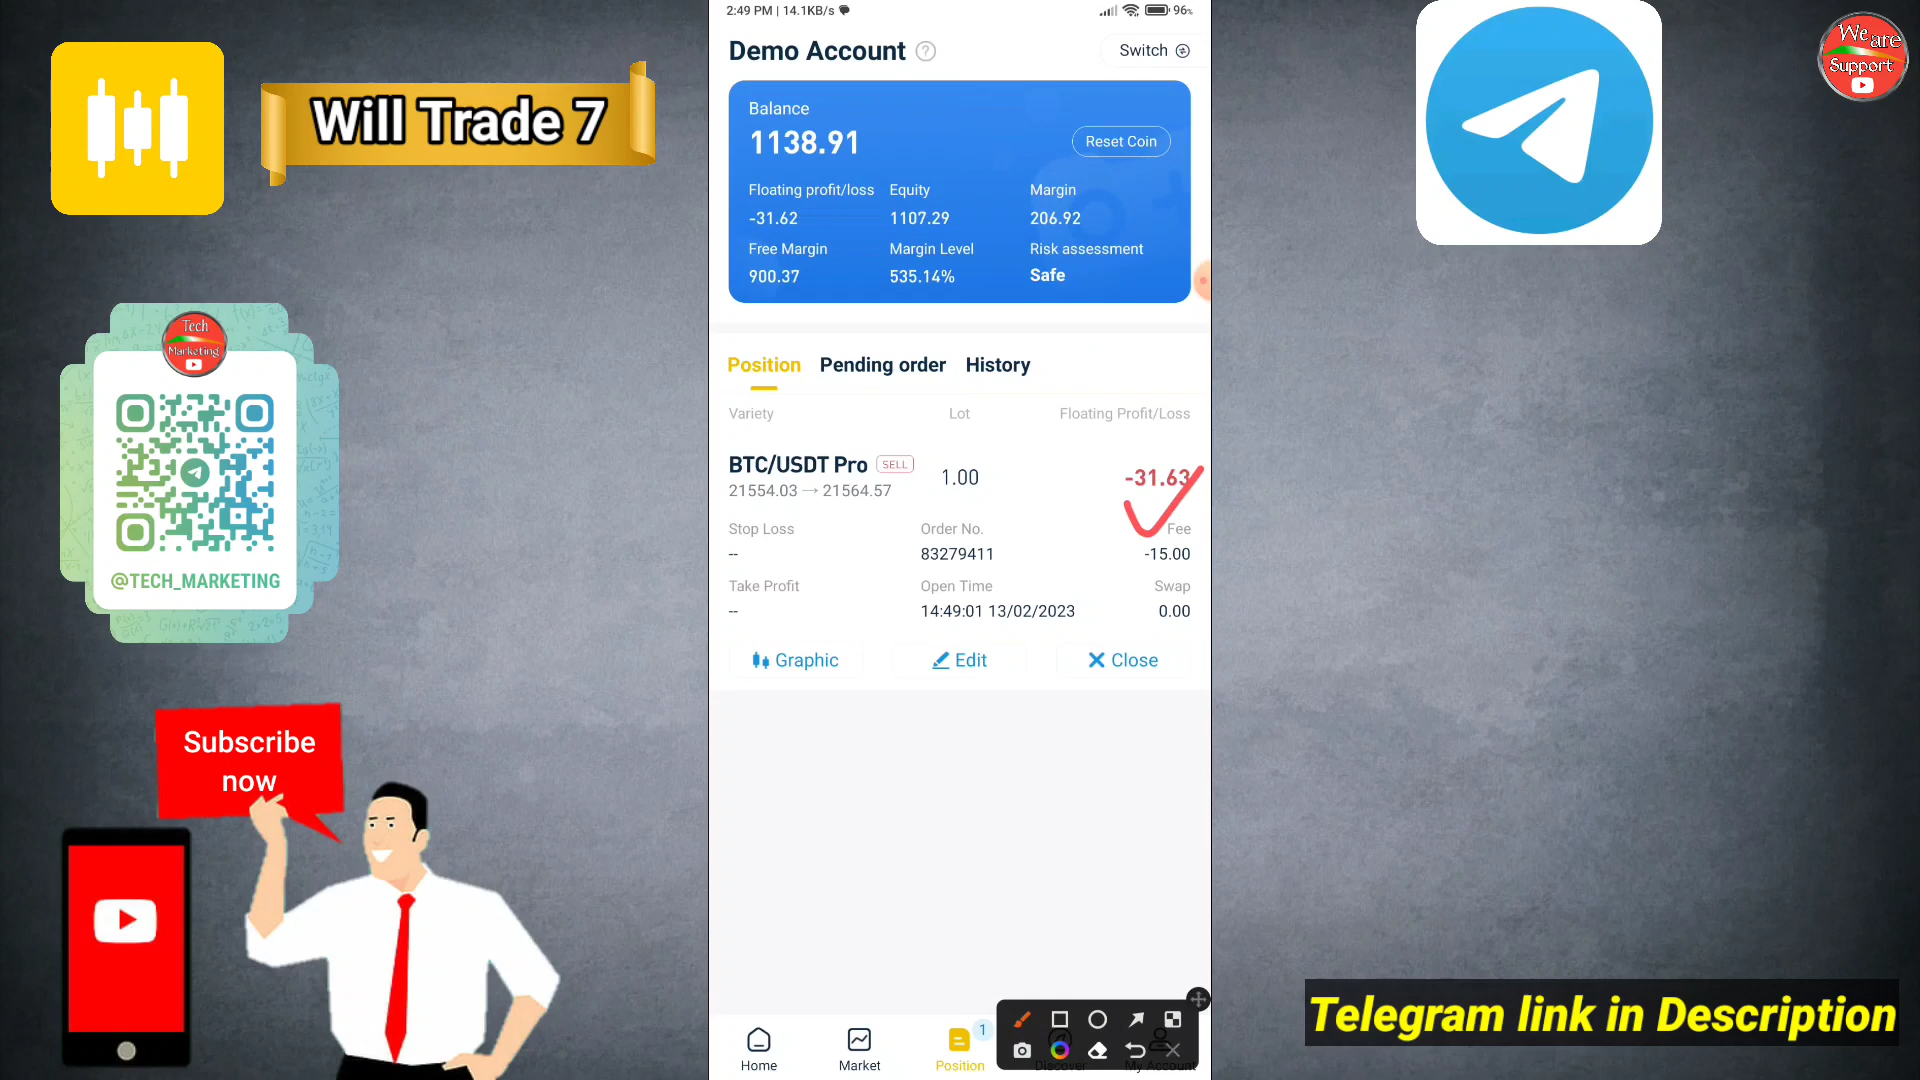 Will Trade 7
Tech
Marketing
@TECH_MARKETING
Subscribe
now
2:49 PM | 14.1KB/s
96%
Demo Account ?
Switch
Balance
1138.91
Reset Coin
Floating profit/loss Equity Margin
-31.62 1107.29 206.92
Free Margin Margin Level Risk assessment
900.37 535.14% Safe
Position Pending order History
Variety Lot Floating Profit/Loss
BTC/USDT Pro SELL 1.00 -31.63
21554.03 → 21564.57
Stop Loss Order No. Fee
-- 83279411 -15.00
Take Profit Open Time Swap
-- 14:49:01 13/02/2023 0.00
Graphic Edit Close
1
Home Market Position Discover My Account
We are
Support
Telegram link in Description